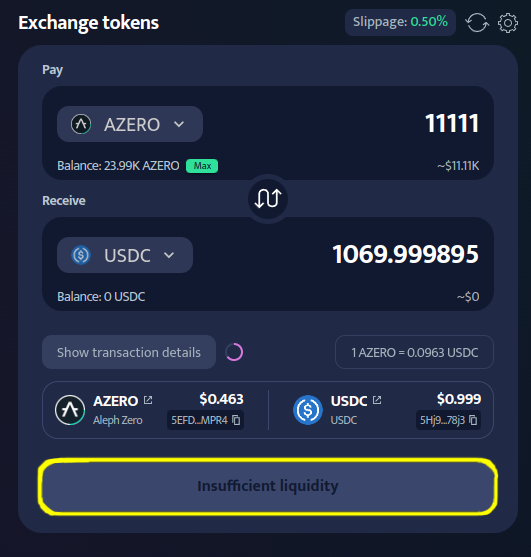 Exchange tokens
Slippage: 0.50%
Pay
AZERO
11111
Balance: 23.99K AZERO Max
~$11.11K
Receive
USDC
1069.999895
Balance: 0 USDC
~$0
Show transaction details
1 AZERO = 0.0963 USDC
AZERO
$0.463
Aleph Zero
5EFD...MPR4
USDC
$0.999
USDC
5Hj9...78j3
Insufficient liquidity